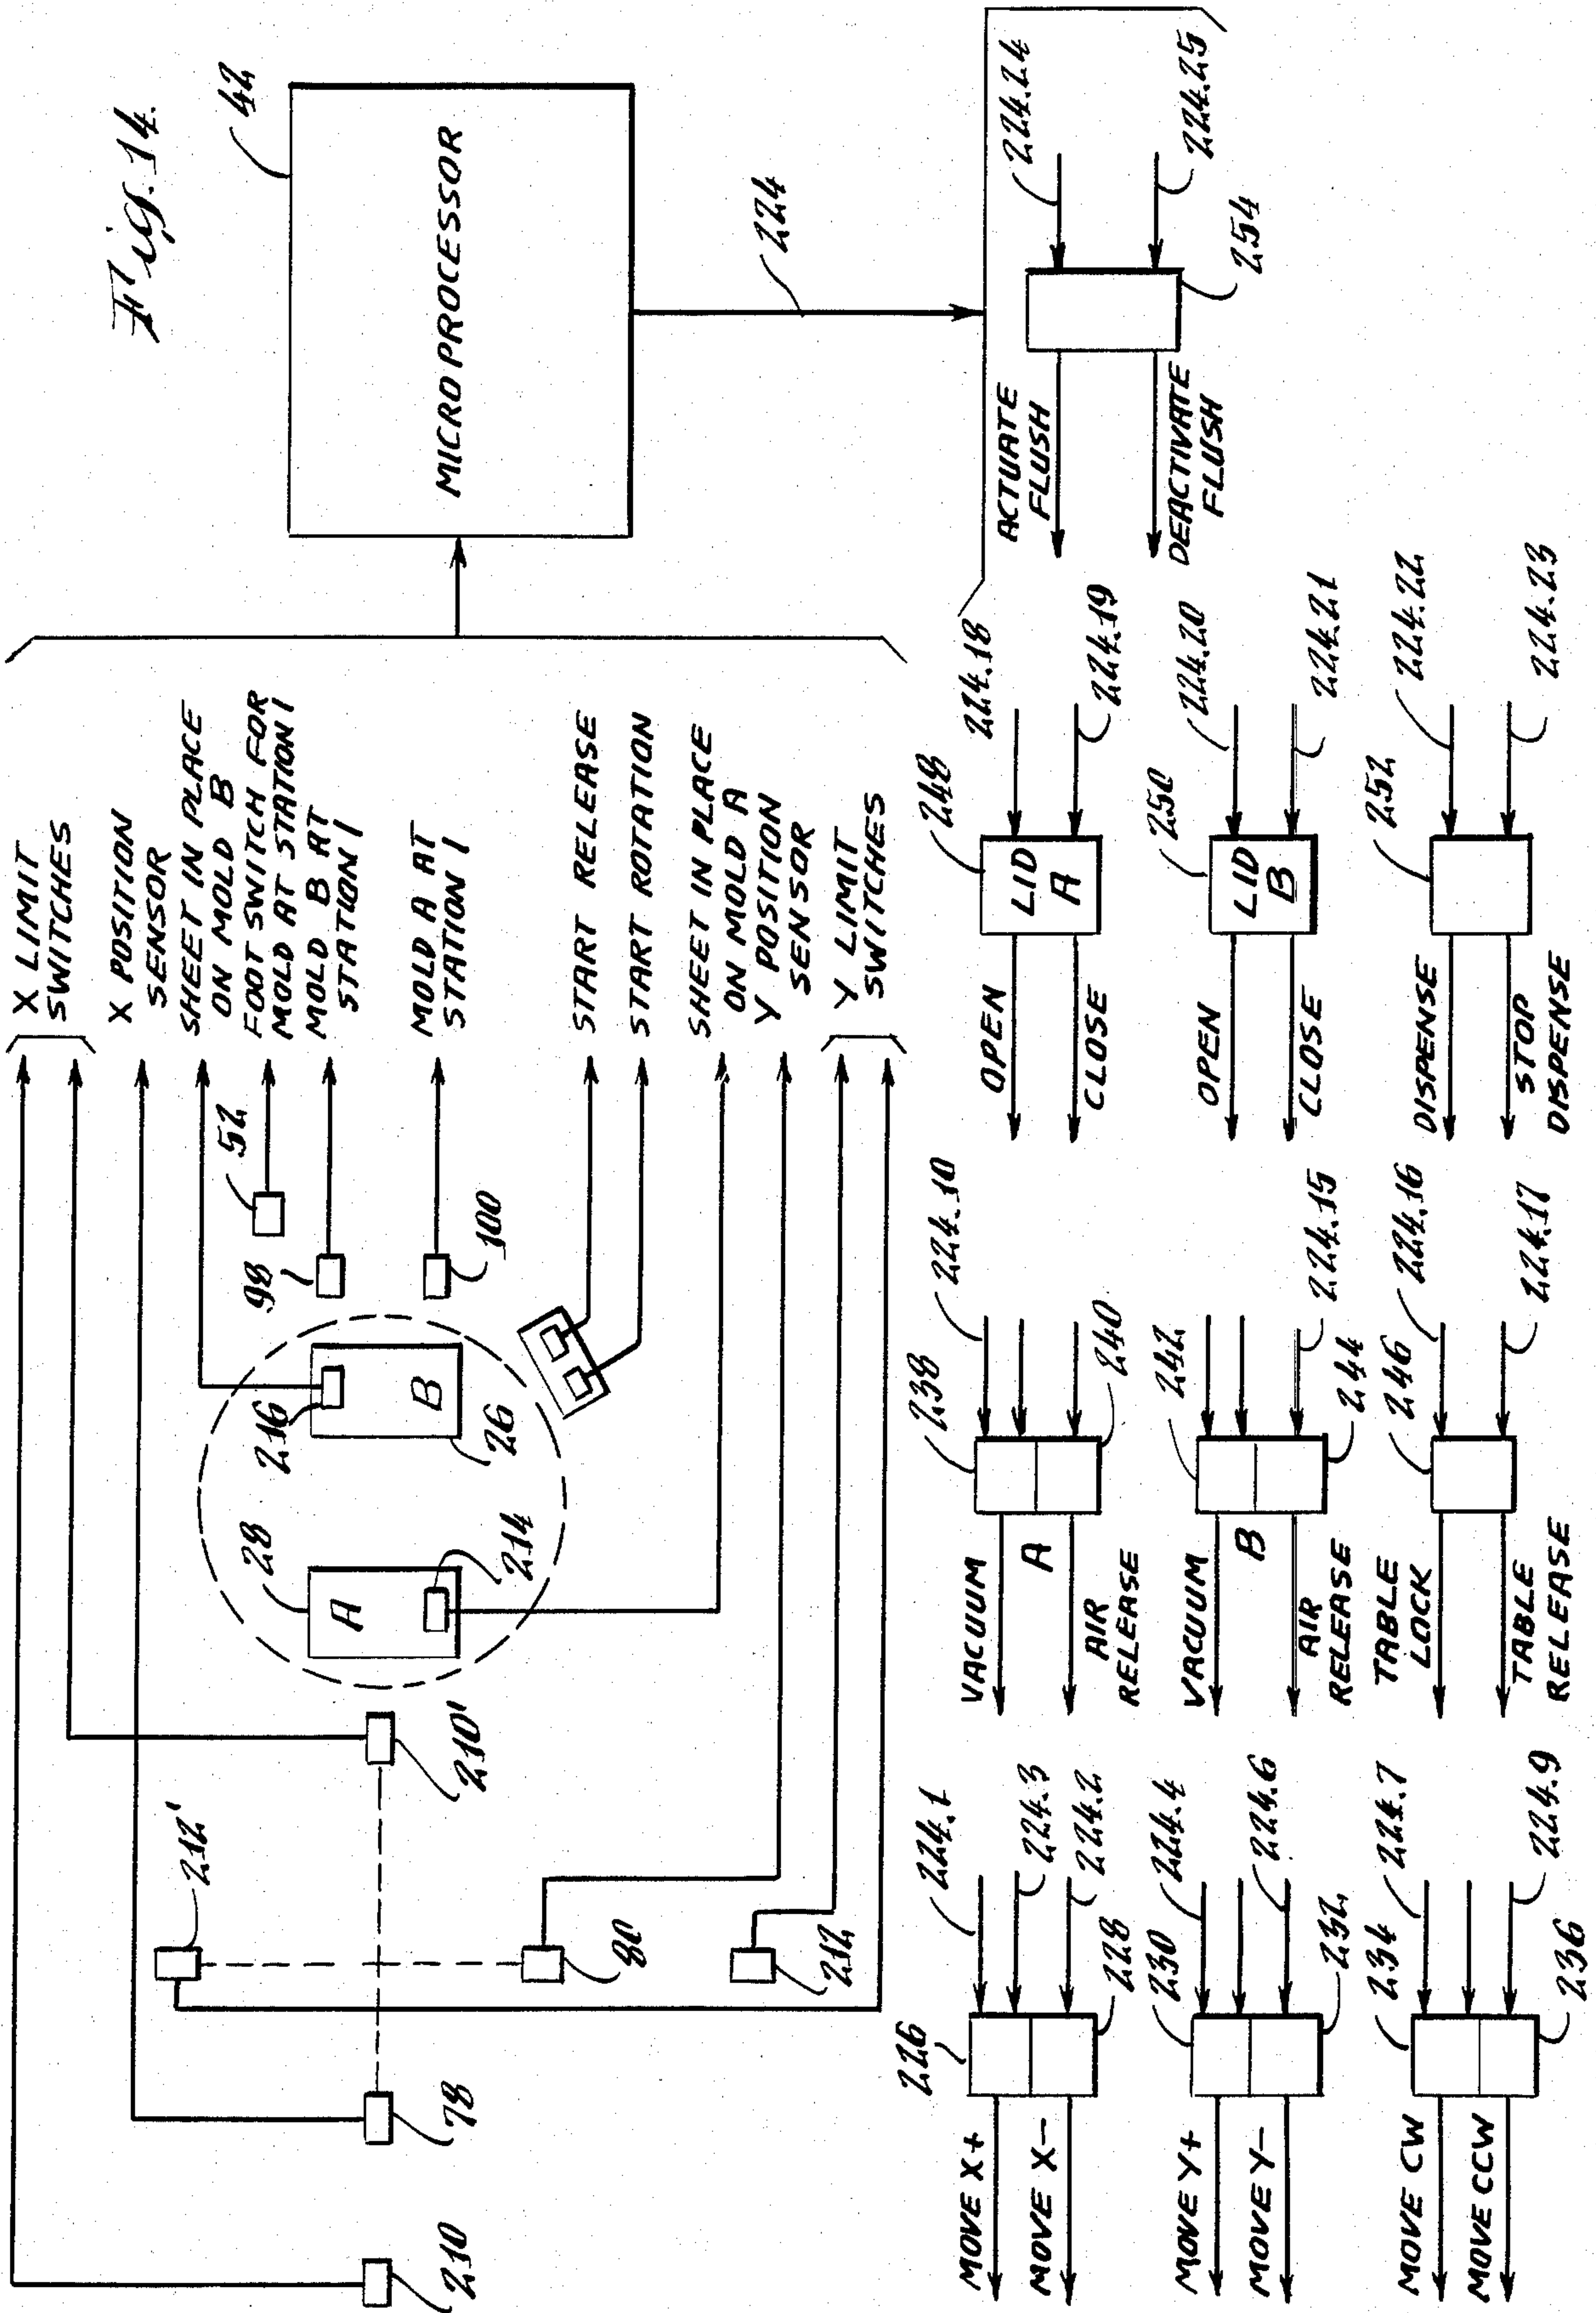 Fig. 14.
42
MICROPROCESSOR
224
X LIMIT
SWITCHES
X POSITION
SENSOR
SHEET IN PLACE
ON MOLD B
FOOT SWITCH FOR
MOLD AT STATION 1
MOLD B AT
STATION 1
MOLD A AT
STATION 1
START RELEASE
START ROTATION
SHEET IN PLACE
ON MOLD A
Y POSITION
SENSOR
Y LIMIT
SWITCHES
52
98
100
216
B
26
28
A
214
210'
212'
80
212
78
210
224.1
224.3
224.2
226
228
MOVE X+
MOVE X-
224.4
224.6
230
232
MOVE Y+
MOVE Y-
224.7
224.9
234
236
MOVE CW
MOVE CCW
224.10
238
240
VACUUM
A
AIR
RELEASE
242
224.15
244
VACUUM
B
AIR
RELEASE
224.16
246
224.17
TABLE
LOCK
TABLE
RELEASE
224.18
224.19
248
LID
A
OPEN
CLOSE
224.20
224.21
250
LID
B
OPEN
CLOSE
224.22
224.23
252
DISPENSE
STOP
DISPENSE
224.24
224.25
254
ACTUATE
FLUSH
DEACTIVATE
FLUSH